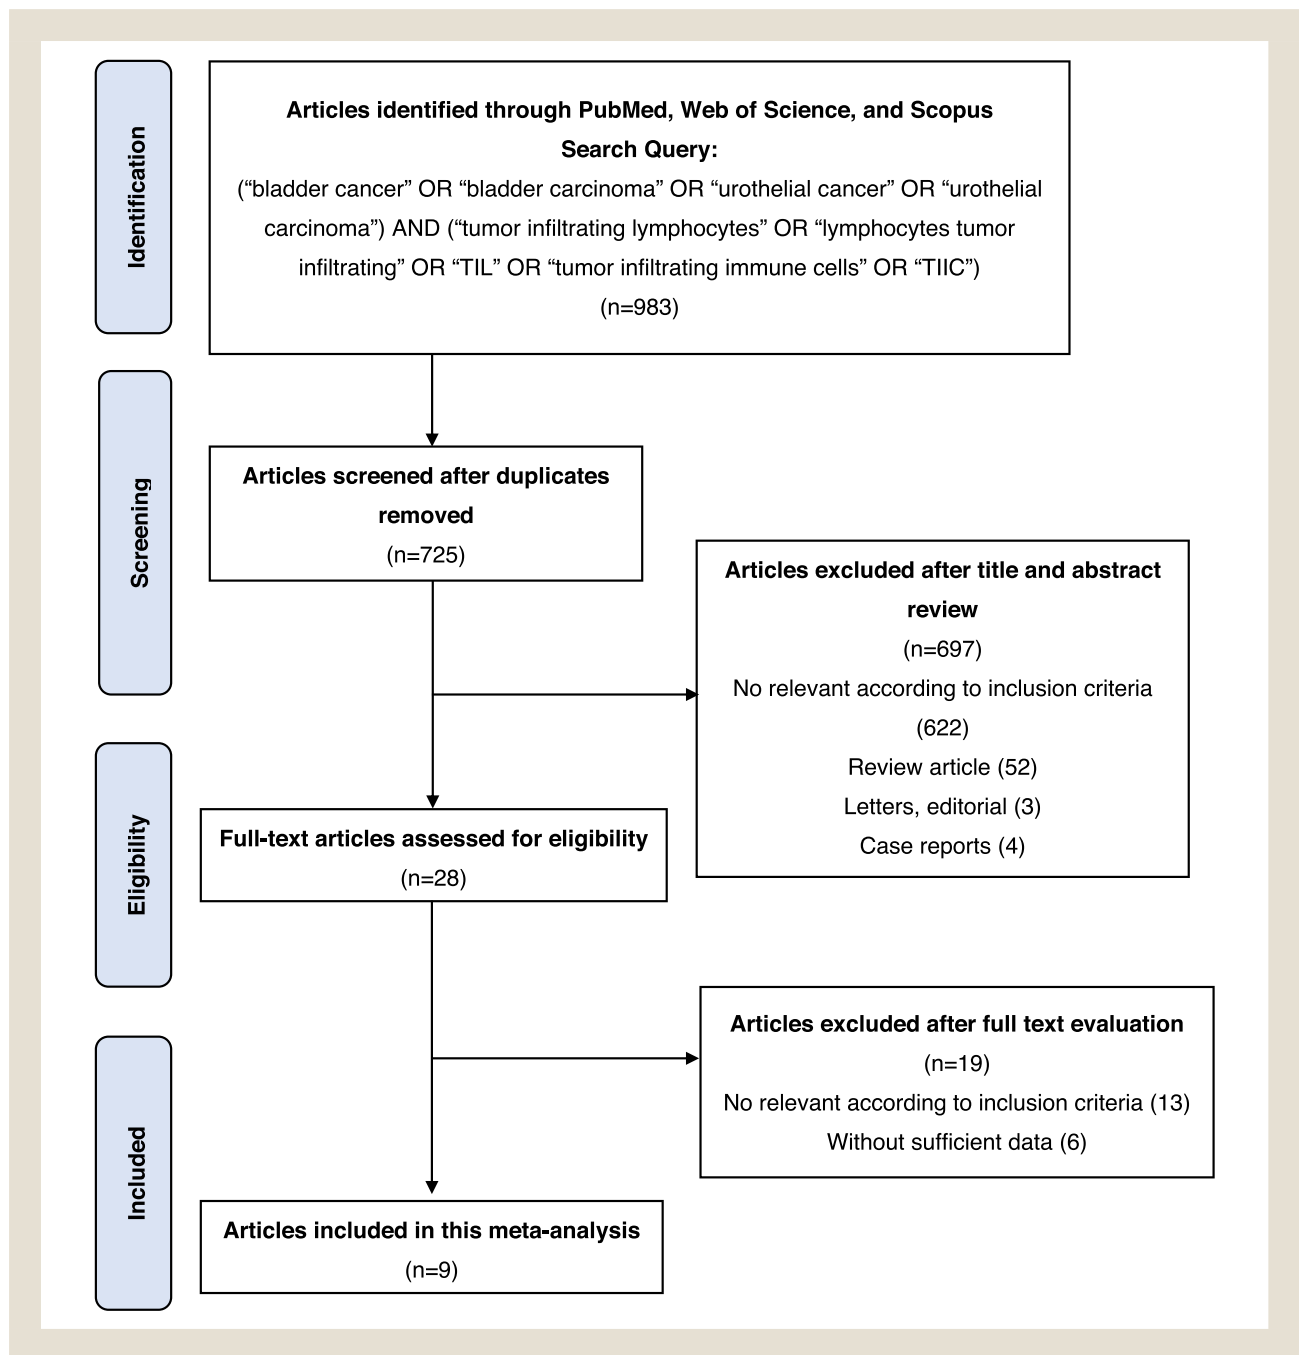 Identification
Articles identified through PubMed, Web of Science, and Scopus
Search Query:
(“bladder cancer” OR “bladder carcinoma” OR “urothelial cancer” OR “urothelial
carcinoma”) AND (“tumor infiltrating lymphocytes” OR “lymphocytes tumor
infiltrating” OR “TIL” OR “tumor infiltrating immune cells” OR “TIIC”)
(n=983)
Screening
Articles screened after duplicates
removed
(n=725)
Articles excluded after title and abstract
review
(n=697)
No relevant according to inclusion criteria
(622)
Review article (52)
Letters, editorial (3)
Case reports (4)
Eligibility
Full-text articles assessed for eligibility
(n=28)
Articles excluded after full text evaluation
(n=19)
No relevant according to inclusion criteria (13)
Without sufficient data (6)
Included
Articles included in this meta-analysis
(n=9)